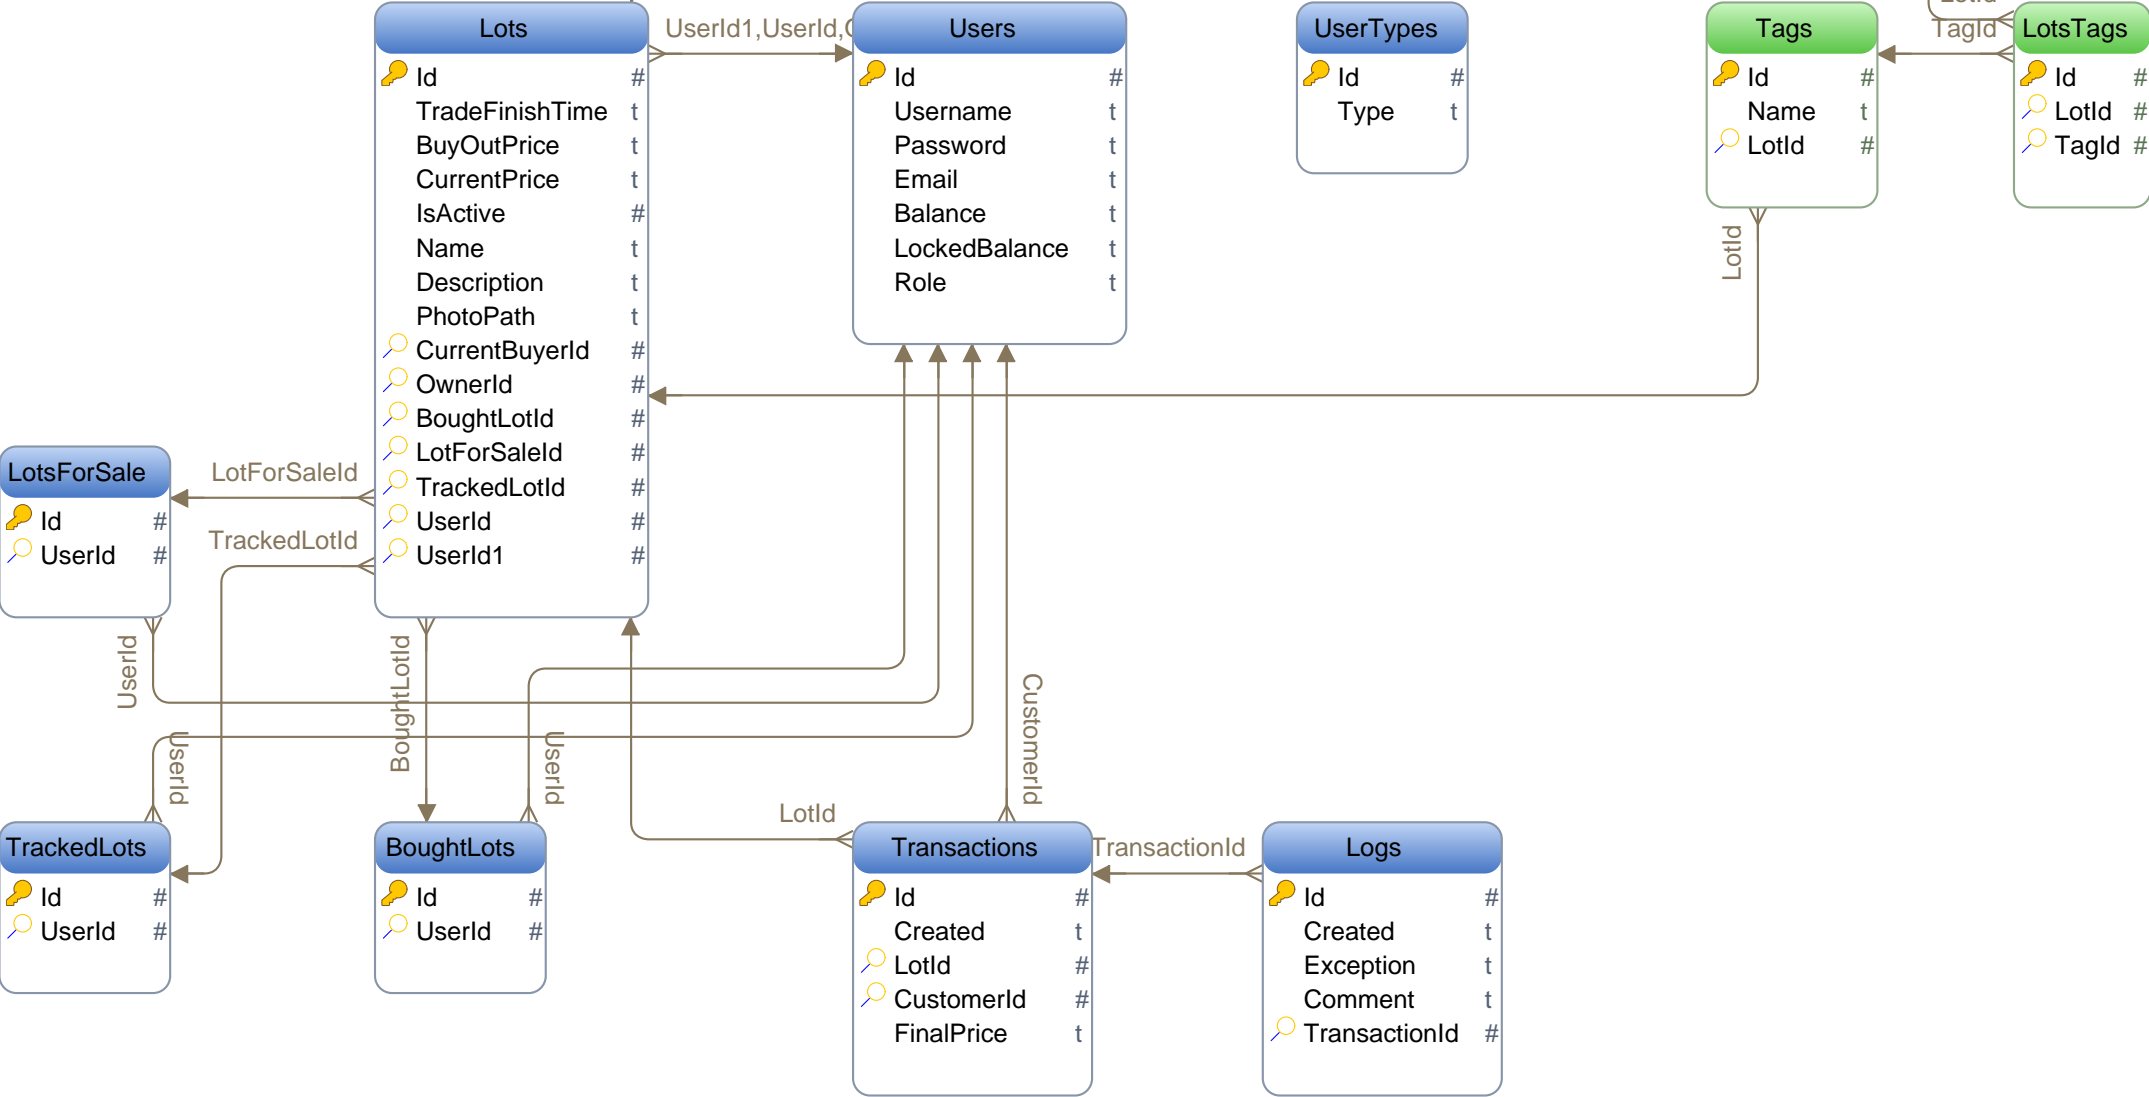 Lots
Id #
TradeFinishTime t
BuyOutPrice t
CurrentPrice t
IsActive #
Name t
Description t
PhotoPath t
CurrentBuyerId #
OwnerId #
BoughtLotId #
LotForSaleId #
TrackedLotId #
UserId #
UserId1 #
UserId1,UserId,
Users
Id #
Username t
Password t
Email t
Balance t
LockedBalance t
Role t
UserTypes
Id #
Type t
Tags
Id #
Name t
LotId #
LotId
TagId
LotsTags
Id #
LotId #
TagId #
LotId
LotsForSale
Id #
UserId #
LotForSaleId
TrackedLotId
UserId
BoughtLotId
UserId
UserId
CustomerId
LotId
TransactionId
TrackedLots
Id #
UserId #
BoughtLots
Id #
UserId #
Transactions
Id #
Created t
LotId #
CustomerId #
FinalPrice t
Logs
Id #
Created t
Exception t
Comment t
TransactionId #